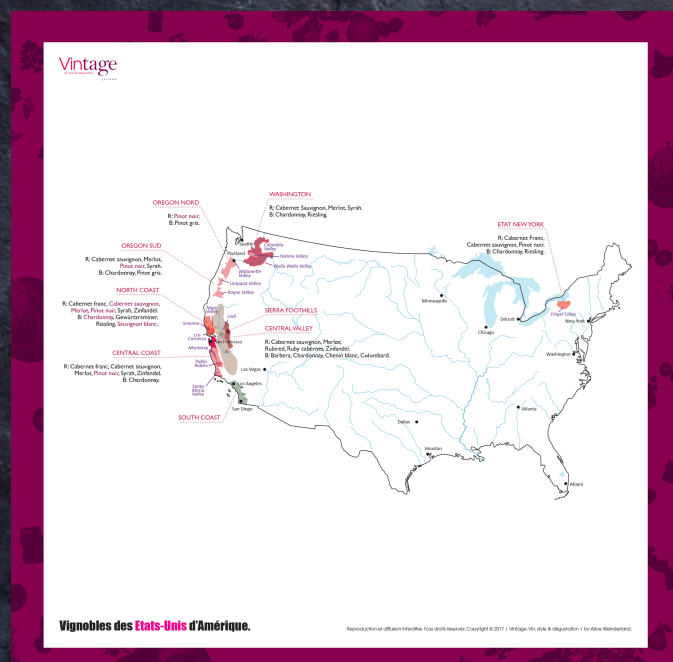 Vintage
WASHINGTON
R: Cabernet Sauvignon, Merlot, Syrah.
B: Chardonnay, Riesling.
OREGON NORD
R: Pinot noir.
B: Pinot gris.
ETAT NEW YORK
R: Cabernet Franc,
Cabernet sauvignon, Pinot noir.
B: Chardonnay, Riesling.
OREGON SUD
R: Cabernet sauvignon, Merlot,
Pinot noir, Syrah.
B: Chardonnay, Pinot gris.
Seattle
Columbia
Valley
Portland
Yakima Valley
Walla Walla Valley
Willamette
Valley
Umpqua Valley
Rogue Valley
NORTH COAST
R: Cabernet franc, Cabernet sauvignon,
Merlot, Pinot noir, Syrah, Zinfandel.
B: Chardonnay, Gewürztraminer,
Riesling, Sauvignon blanc.
Napa
Valley
Lodi
Sonoma
Los
Carneros
San Francisco
Monterey
SIERRA FOOTHILLS
CENTRAL VALLEY
R: Cabernet sauvignon, Merlot,
Rubired, Ruby cabernet, Zinfandel.
B: Barbera, Chardonnay, Chenin blanc, Colombard.
CENTRAL COAST
R: Cabernet franc, Cabernet sauvignon,
Merlot, Pinot noir, Syrah, Zinfandel.
B: Chardonnay.
Paso
Robles
Santa
Maria
Valley
Las Vegas
Los Angeles
San Diego
SOUTH COAST
Minneapolis
Détroit
Chicago
Finger Lakes
New York
Washington
Atlanta
Dallas
Houston
Miami
Vignobles des Etats-Unis d'Amérique.
Reproduction et diffusion interdites. Tous droits réservés. Copyright © 2017 | Vintage. Vin, style & dégustation | by Alice Wenderland.